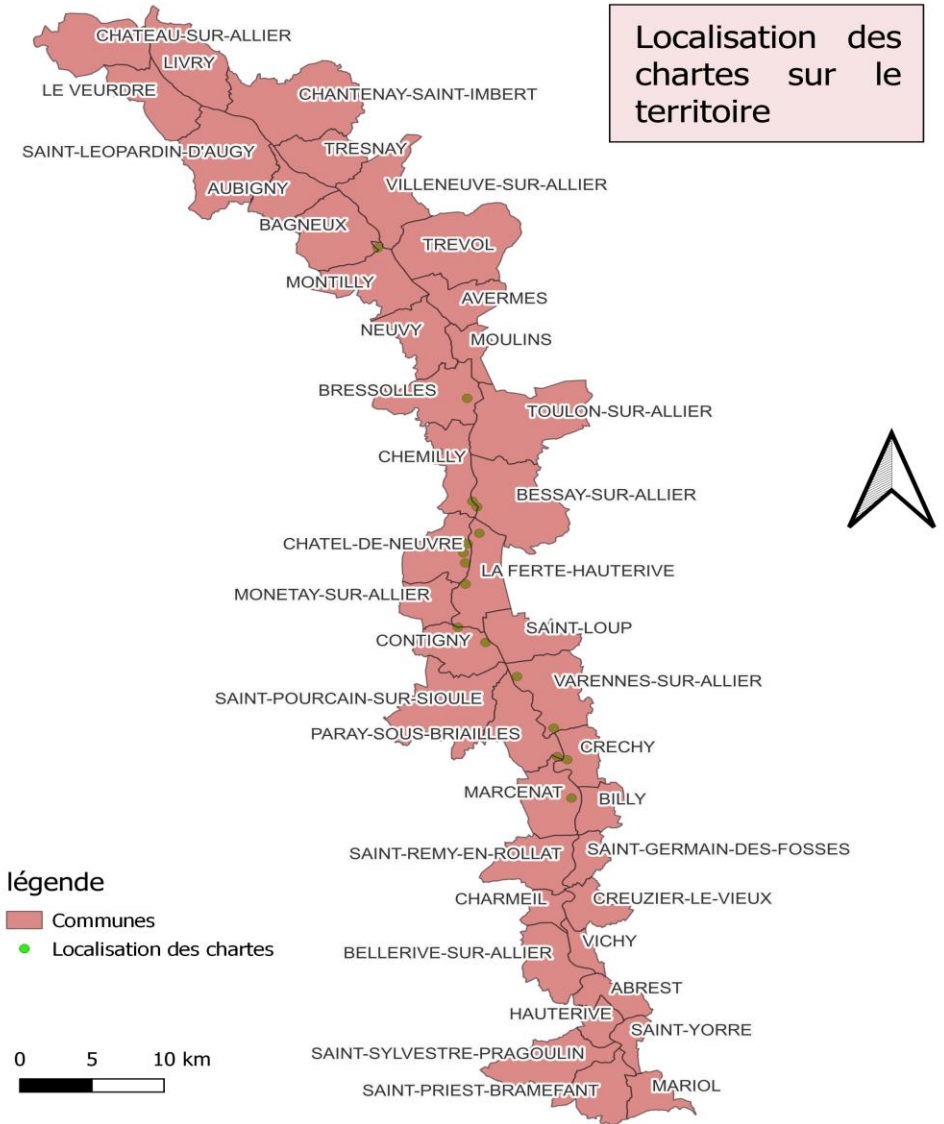 Localisation des
chartes sur le
territoire
CHATEAU-SUR-ALLIER
LIVRY
LE VEURDRE
CHANTENAY-SAINT-IMBERT
SAINT-LEOPARDIN-D'AUGY
TRESNAY
AUBIGNY
VILLENEUVE-SUR-ALLIER
BAGNEUX
TREVOL
MONTILLY
AVERMES
NEUVY
MOULINS
BRESSOLLES
TOULON-SUR-ALLIER
CHEMILLY
BESSAY-SUR-ALLIER
CHATEL-DE-NEUVRE
LA FERTE-HAUTERIVE
MONETAY-SUR-ALLIER
SAINT-LOUP
CONTIGNY
VARENNES-SUR-ALLIER
SAINT-POURCAIN-SUR-SIOULE
PARAY-SOUS-BRIAILLES
CRECHY
MARCENAT
BILLY
SAINT-REMY-EN-ROLLAT
SAINT-GERMAIN-DES-FOSSES
CHARMEIL
CREUZIER-LE-VIEUX
VICHY
BELLERIVE-SUR-ALLIER
ABREST
HAUTERIVE
SAINT-YORRE
SAINT-SYLVESTRE-PRAGOULIN
SAINT-PRIEST-BRAMEFANT
MARIOL
légende
Communes
Localisation des chartes
0 5 10 km